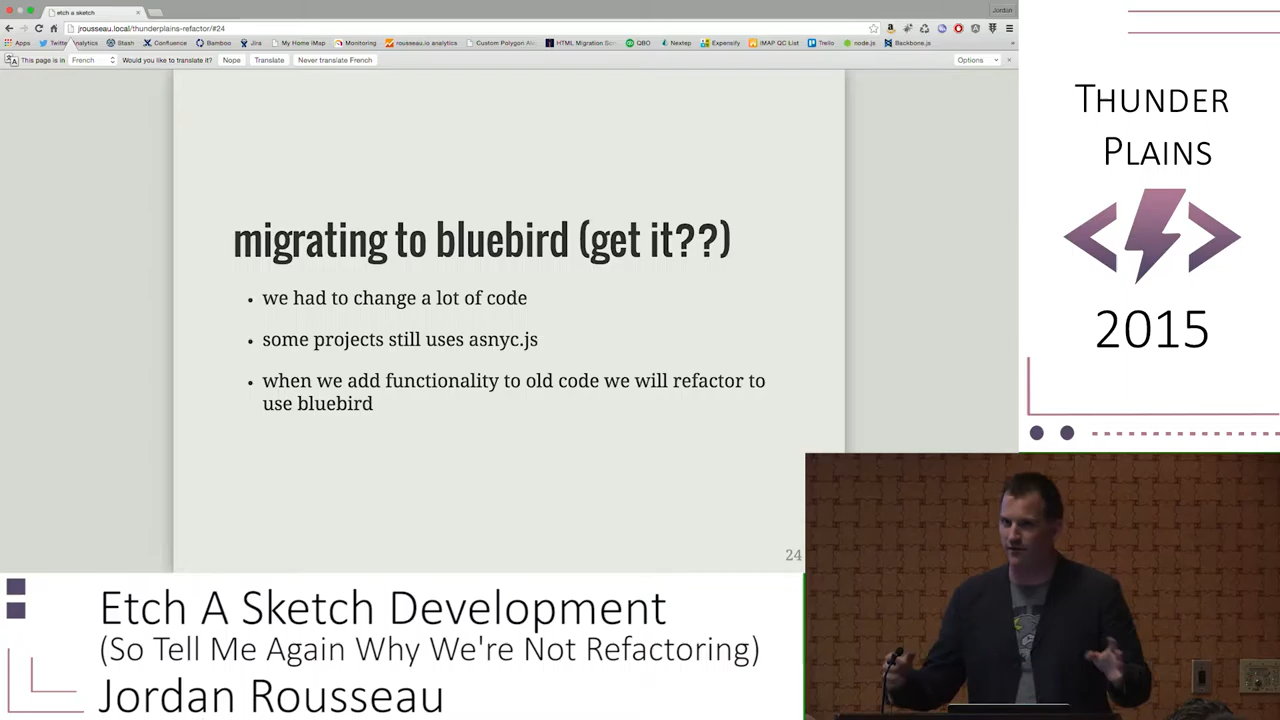 etch a sketch
Jordan
jrousseau.local/thunderplains-refactor/#24
Apps Twitter Analytics Stash Confluence Bamboo Jira My Home iMap Monitoring rousseau.io analytics Custom Polygon HTML Migration QBO Nextep Expensify IMAP QC List Trello node.js Backbone.js
This page is in French Would you like to translate it? Nope Translate Never translate French Options
migrating to bluebird (get it??)
• we had to change a lot of code
• some projects still uses asnyc.js
• when we add functionality to old code we will refactor to
use bluebird
24
THUNDER
PLAINS
2015
Etch A Sketch Development
(So Tell Me Again Why We're Not Refactoring)
Jordan Rousseau